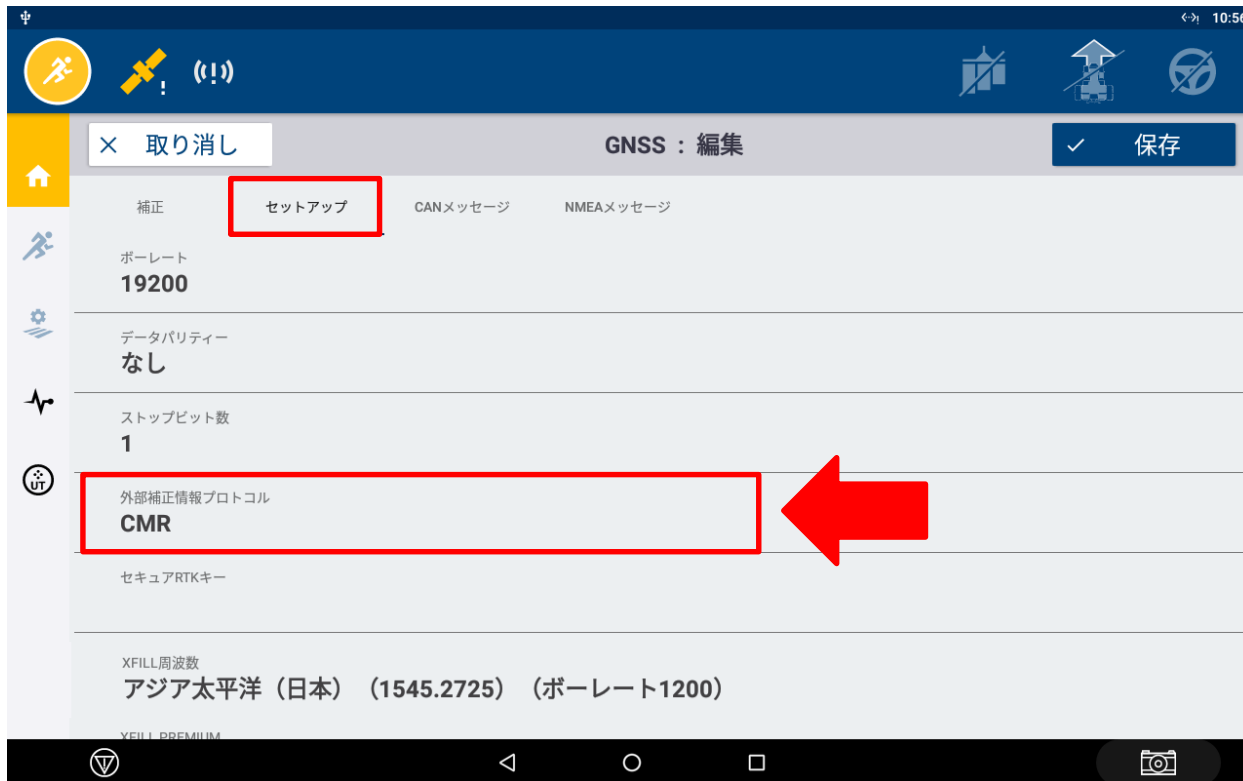 10:56
取り消し
GNSS : 編集
保存
補正
セットアップ
CANメッセージ
NMEAメッセージ
ボーレート
19200
データパリティー
なし
ストップビット数
1
外部補正情報プロトコル
CMR
UT
セキュアRTKキー
XFILL周波数
アジア太平洋（日本）（1545.2725）（ボーレート1200）
XFILL PREMIUM